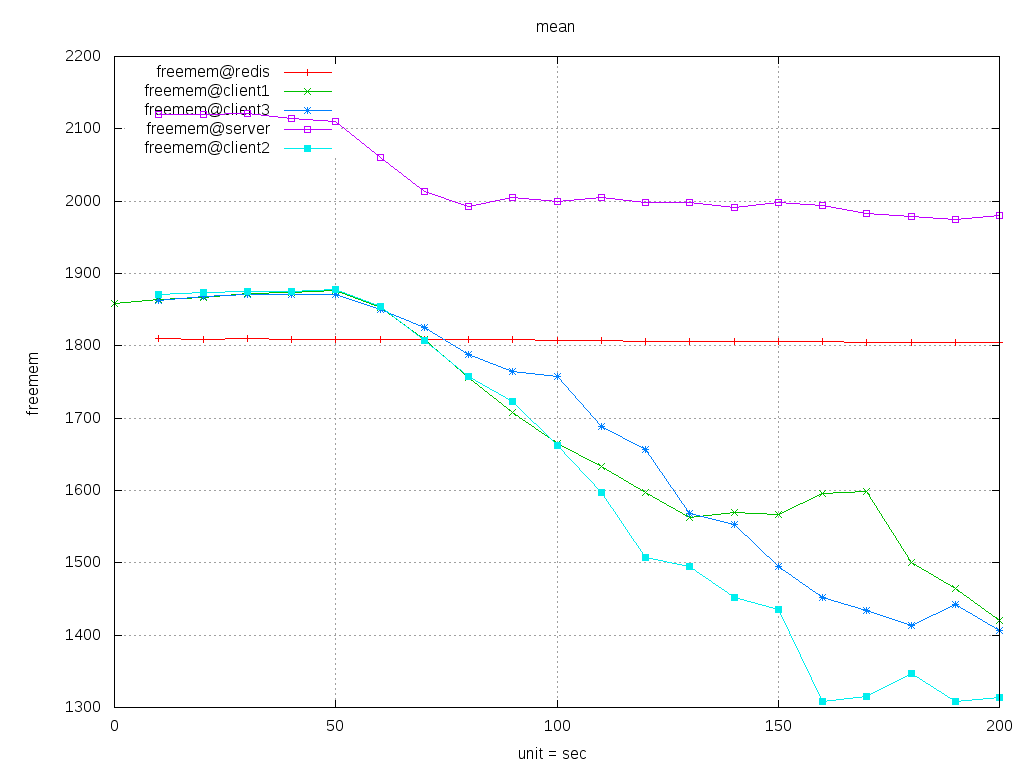 mean
2200
2100
2000
1900
1800
1700
1600
1500
1400
1300
freemem
freemem@redis
freemem@client1
freemem@client3
freemem@server
freemem@client2
0 50 100 150 200
unit = sec